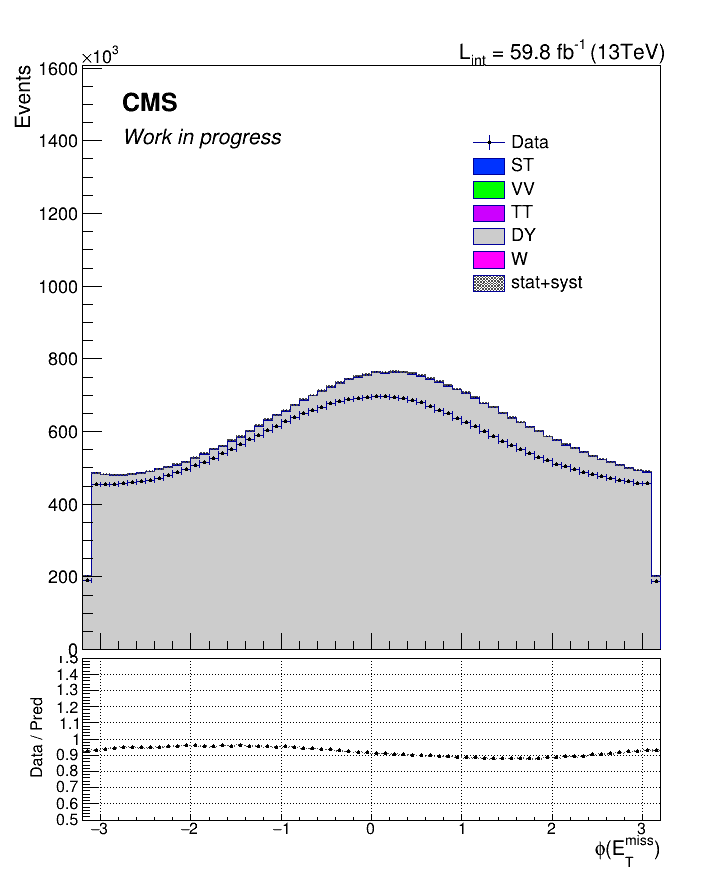 ×10³
L_int = 59.8 fb⁻¹ (13TeV)
Events
1600
CMS
Work in progress
1400
1200
1000
800
600
400
200
0
Data
ST
VV
TT
DY
W
stat+syst
Data / Pred
1.5
1.4
1.3
1.2
1.1
1
0.9
0.8
0.7
0.6
0.5
−3 −2 −1 0 1 2 3
ϕ(E_T^miss)